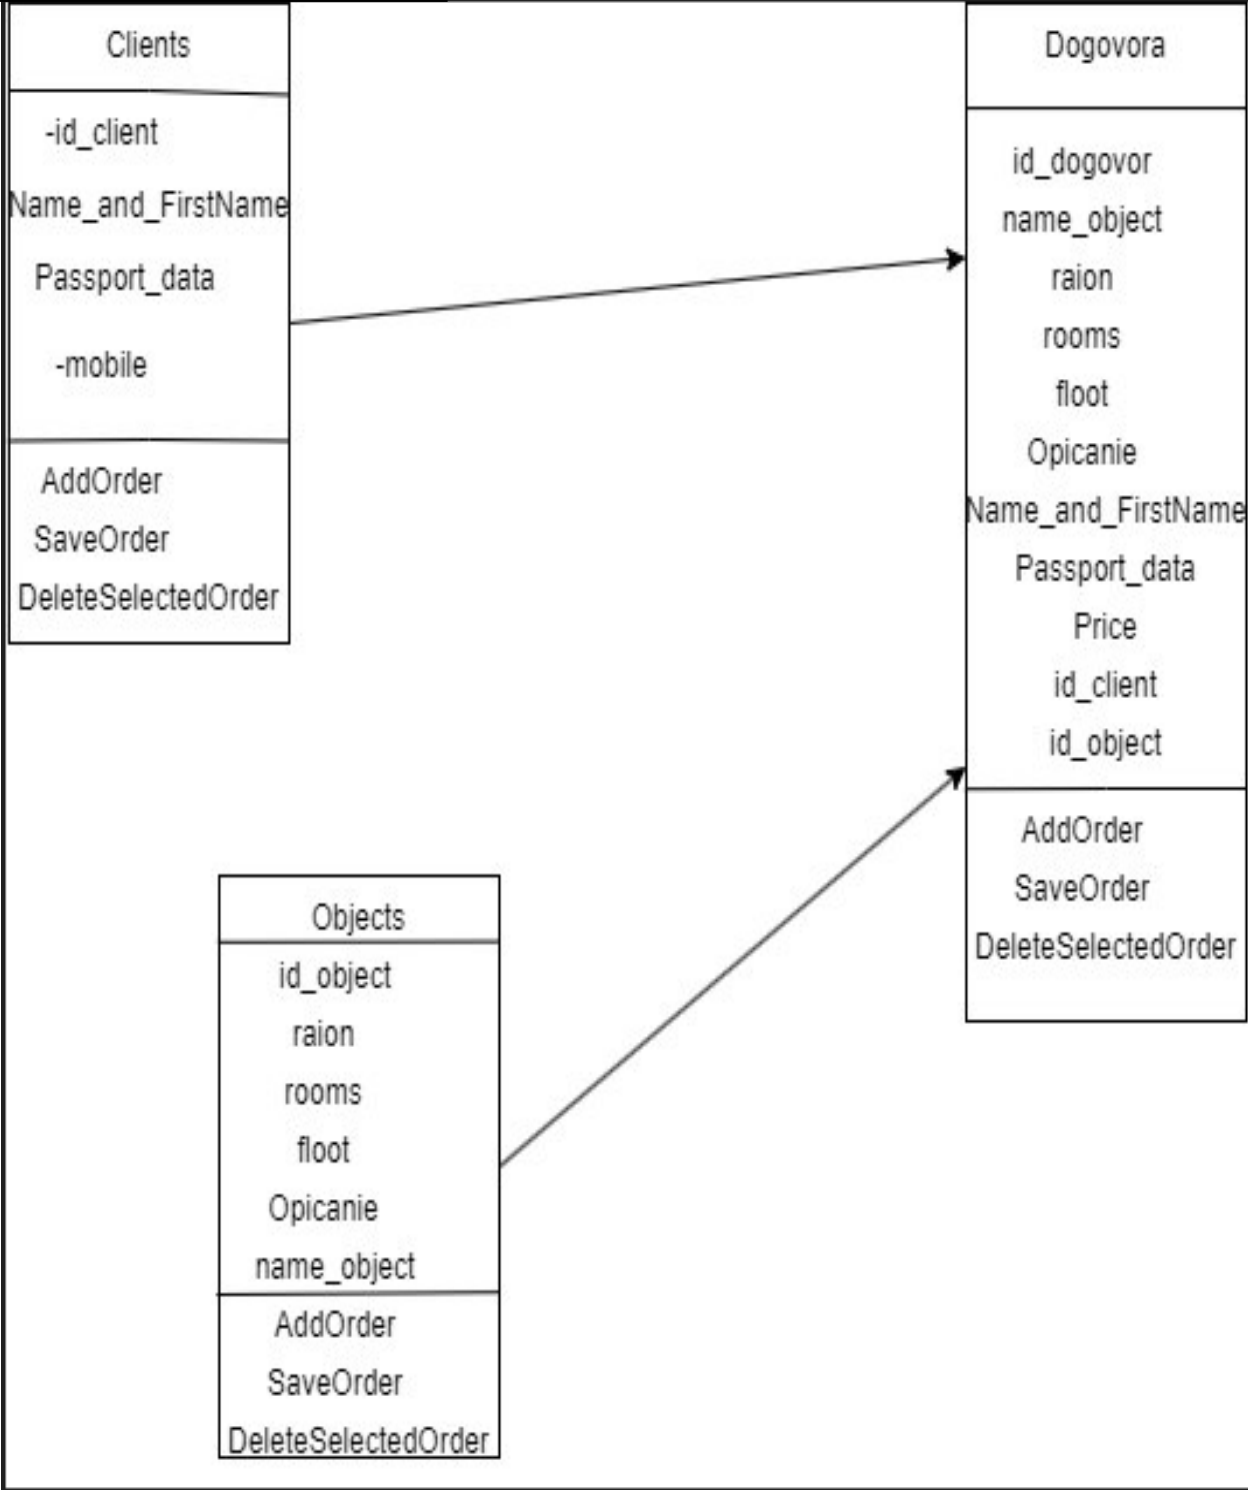 Clients
-id_client
Name_and_FirstName
Passport_data
-mobile
AddOrder
SaveOrder
DeleteSelectedOrder
Dogovora
id_dogovor
name_object
raion
rooms
floot
Opicanie
Name_and_FirstName
Passport_data
Price
id_client
id_object
AddOrder
SaveOrder
DeleteSelectedOrder
Objects
id_object
raion
rooms
floot
Opicanie
name_object
AddOrder
SaveOrder
DeleteSelectedOrder